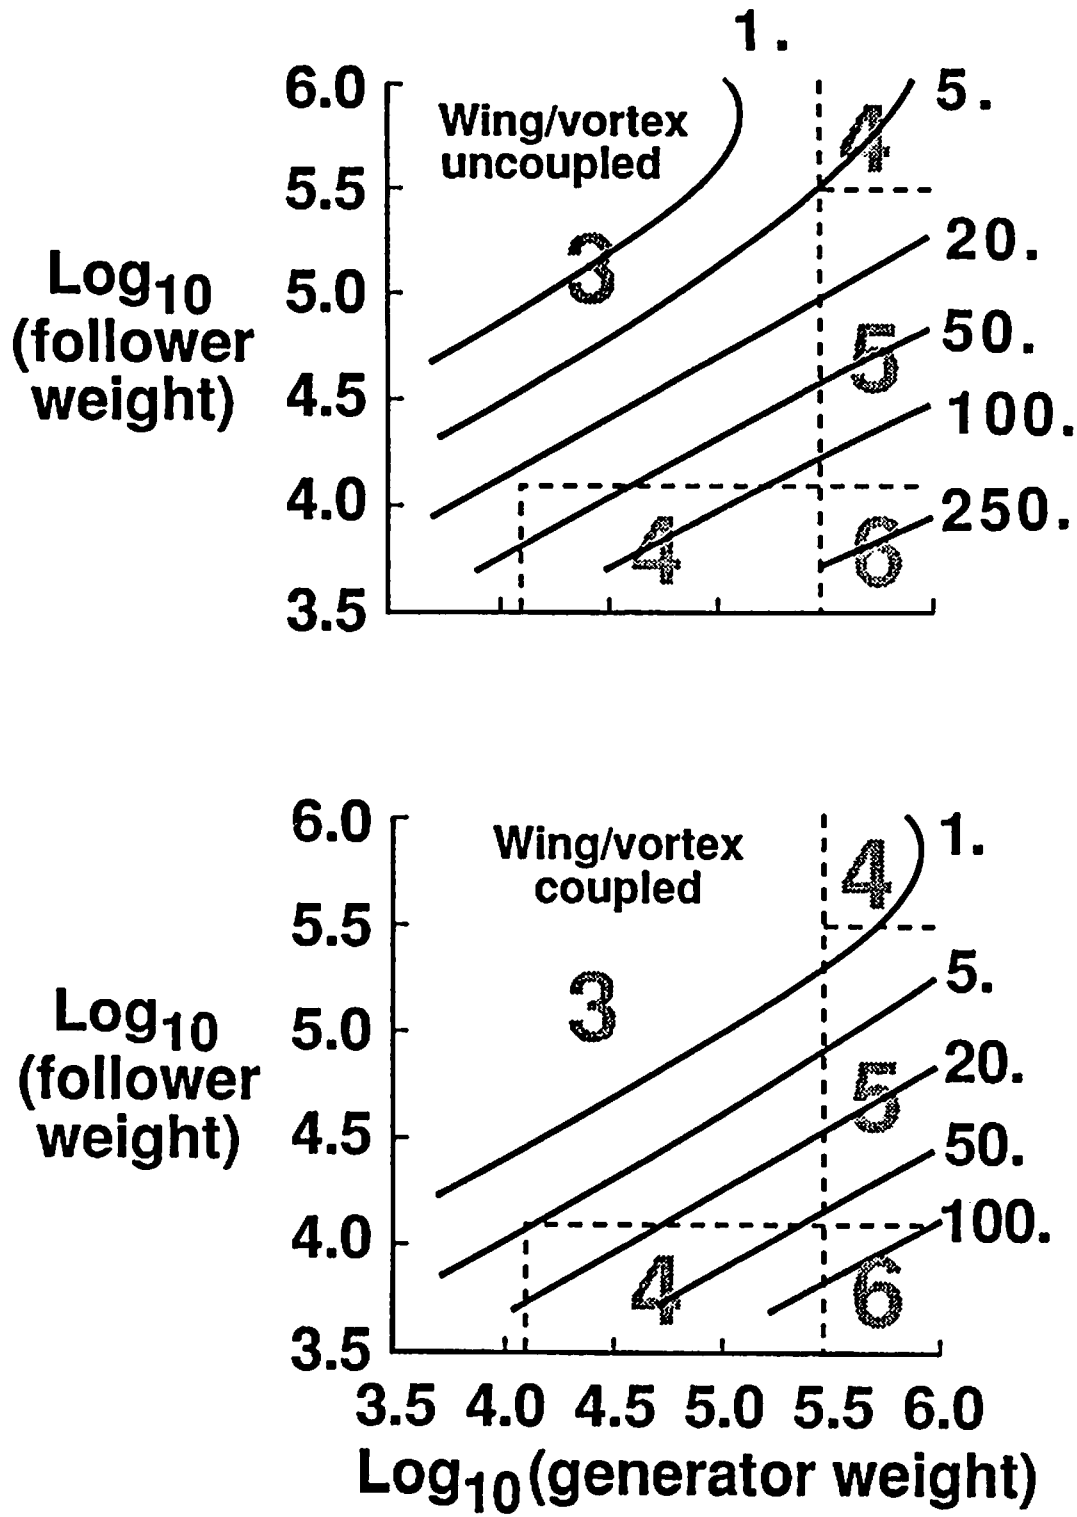 1.
6.0
5.
Wing/vortex
uncoupled
4
5.5
20.
3
Log10
5.0
(follower
50.
5
weight)
4.5
100.
4.0
250.
4
6
3.5
6.0
1.
Wing/vortex
coupled
4
5.5
5.
3
Log10
5.0
20.
(follower
5
weight)
4.5
50.
100.
4.0
4
6
3.5
3.5 4.0 4.5 5.0 5.5 6.0
Log10(generator weight)